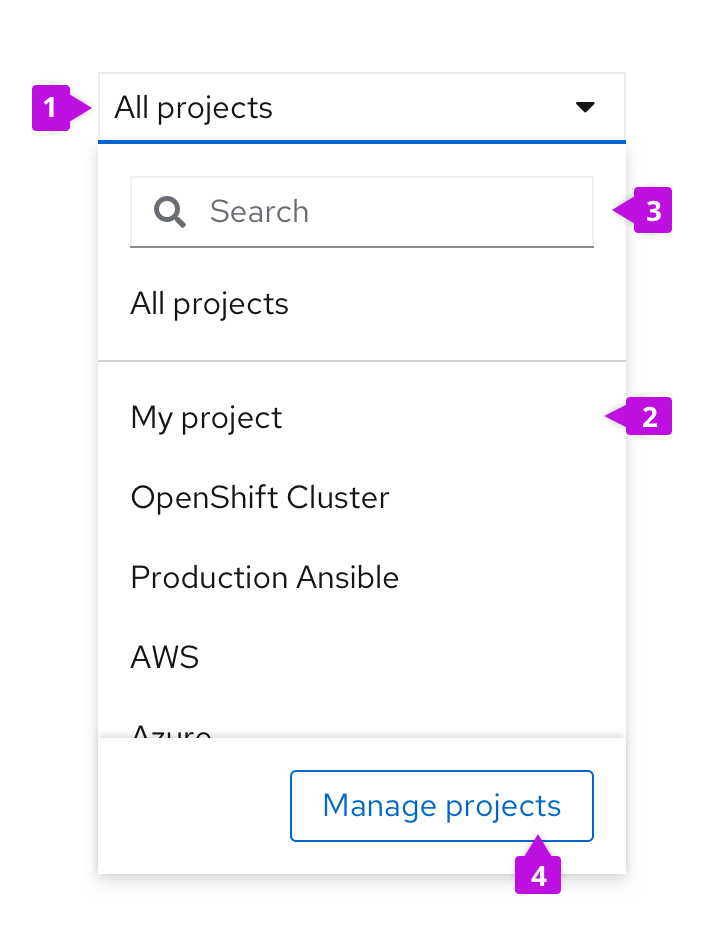 1 All projects
Search 3
All projects
My project 2
OpenShift Cluster
Production Ansible
AWS
Azure
Manage projects
4